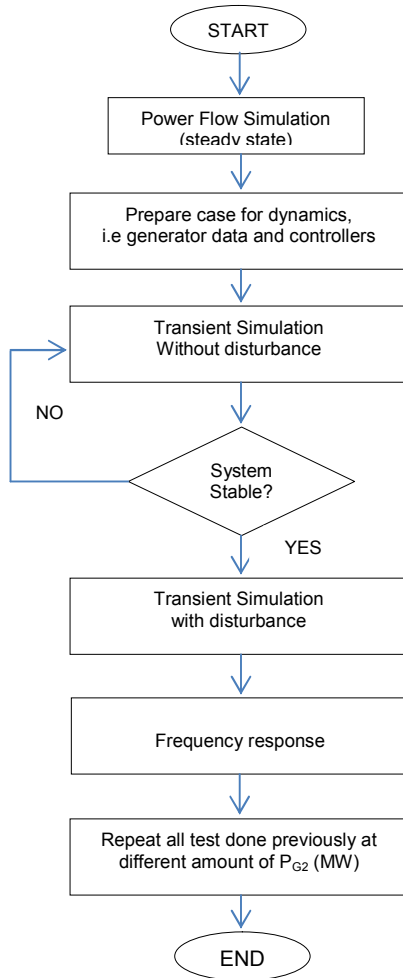 START
Power Flow Simulation
(steady state)
Prepare case for dynamics,
i.e generator data and controllers
Transient Simulation
Without disturbance
NO
System
Stable?
YES
Transient Simulation
with disturbance
Frequency response
Repeat all test done previously at
different amount of PG2 (MW)
END